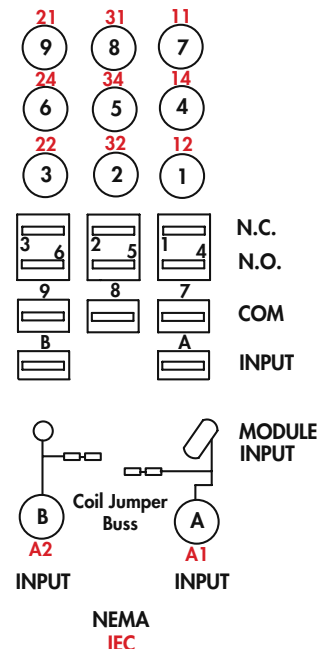 21 31 11
9 8 7
24 34 14
6 5 4
22 32 12
3 2 1
N.C.
3 6 2 5 1 4
N.O.
9 8 7
COM
B A
INPUT
MODULE
INPUT
Coil Jumper
Buss
B A
A2 A1
INPUT INPUT
NEMA
IEC